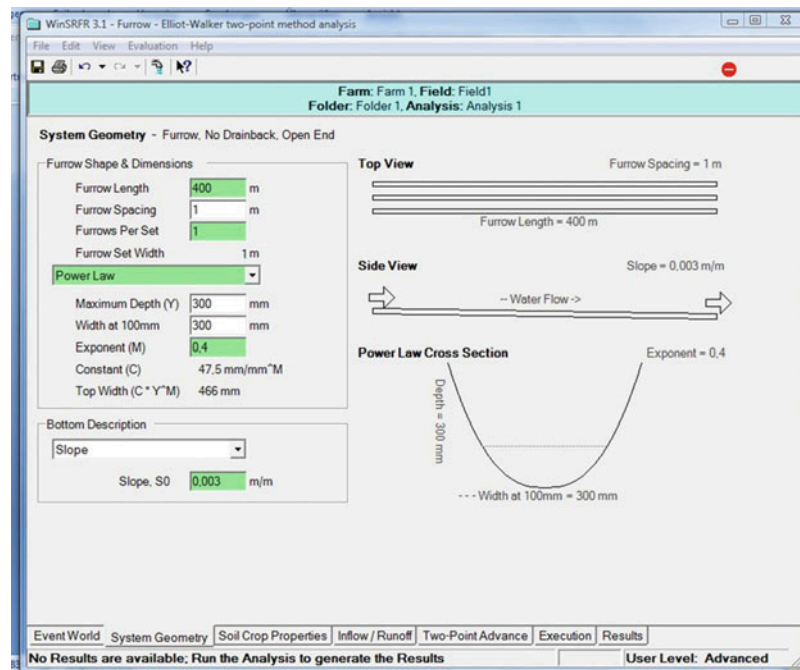 WinSRFR 3.1 - Furrow - Elliot-Walker two-point method analysis
File Edit View Evaluation Help
Farm: Farm 1, Field: Field1
Folder: Folder 1, Analysis: Analysis 1
System Geometry - Furrow, No Drainback, Open End
Furrow Shape & Dimensions
Furrow Length 400 m
Furrow Spacing 1 m
Furrows Per Set 1
Furrow Set Width 1 m
Power Law
Maximum Depth (Y) 300 mm
Width at 100mm 300 mm
Exponent (M) 0,4
Constant (C) 47,5 mm/mm^M
Top Width (C * Y^M) 466 mm
Bottom Description
Slope
Slope, S0 0,003 m/m
Top View Furrow Spacing = 1 m
Furrow Length = 400 m
Side View Slope = 0,003 m/m
-- Water Flow ->
Power Law Cross Section Exponent = 0,4
Depth = 300 mm
- - - Width at 100mm = 300 mm
Event World System Geometry Soil Crop Properties Inflow / Runoff Two-Point Advance Execution Results
No Results are available; Run the Analysis to generate the Results User Level: Advanced